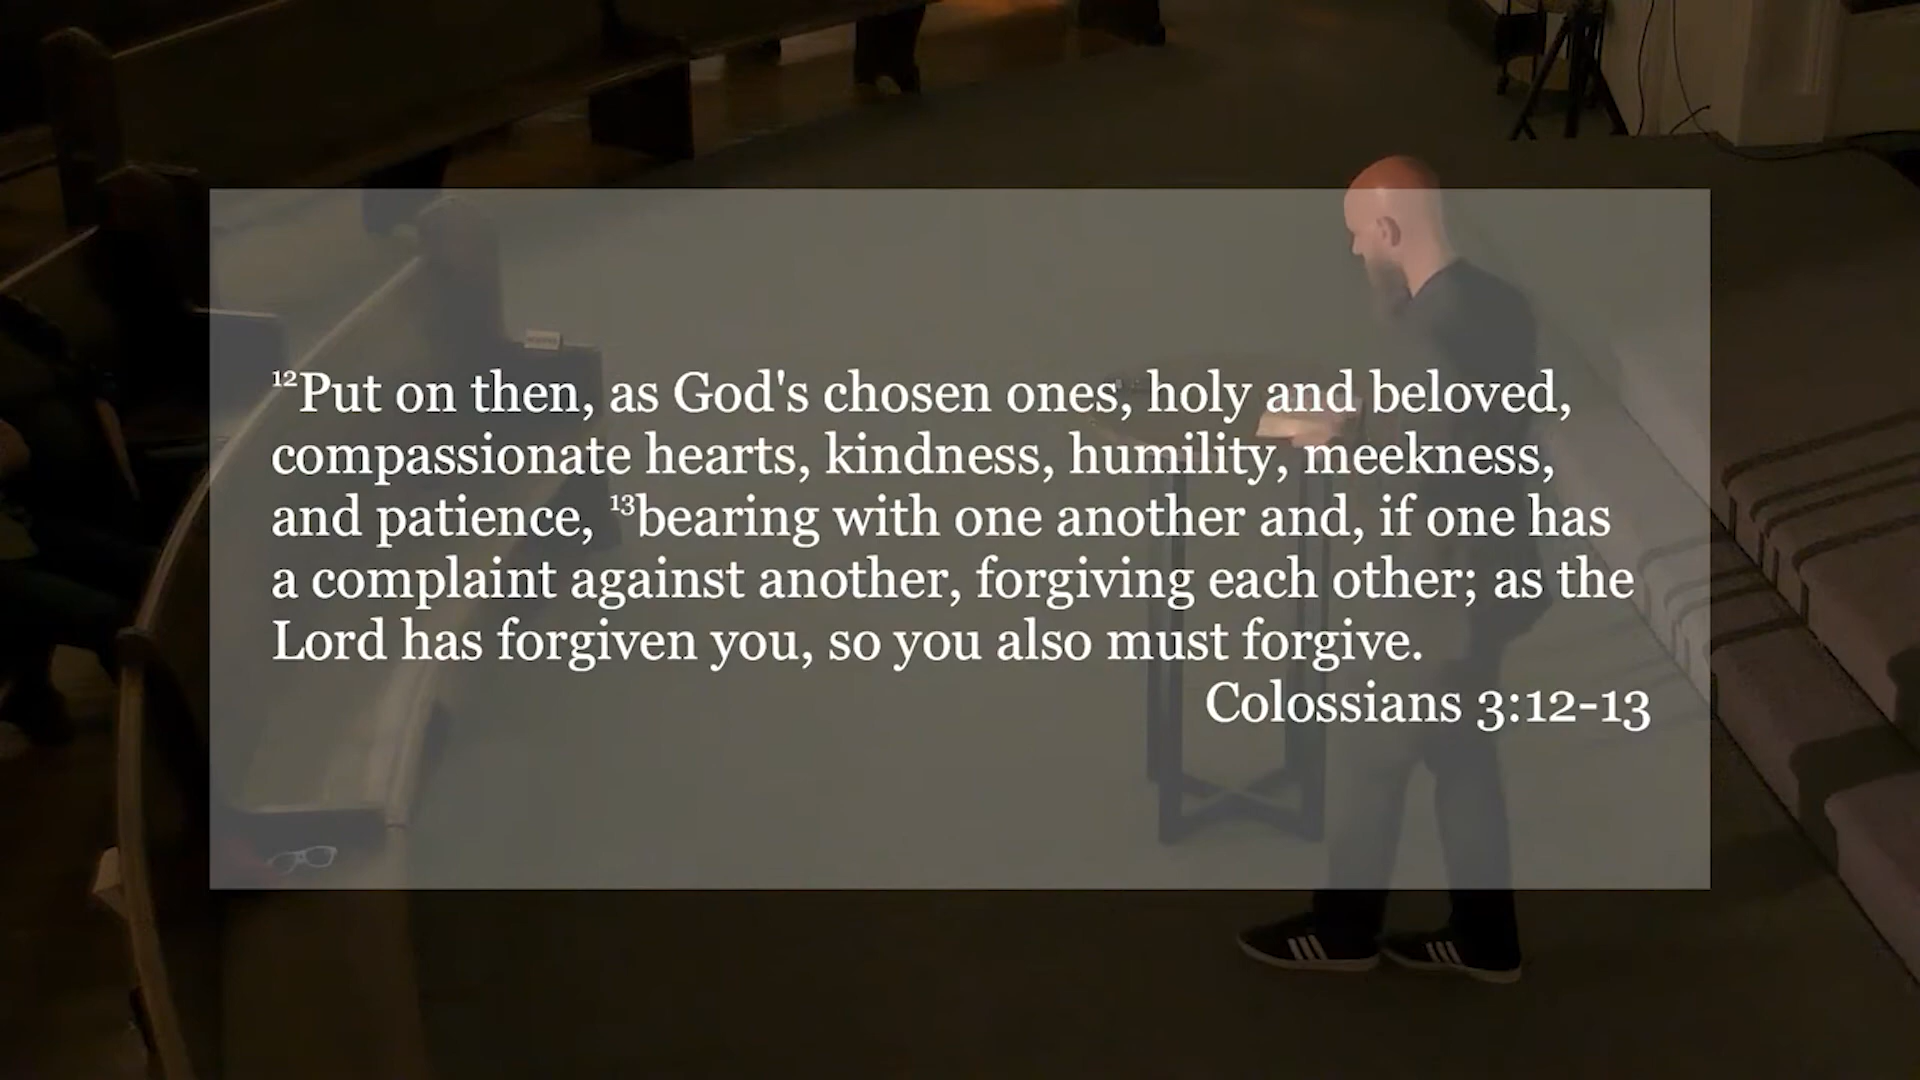 ¹²Put on then, as God's chosen ones, holy and beloved,
compassionate hearts, kindness, humility, meekness,
and patience, ¹³bearing with one another and, if one has
a complaint against another, forgiving each other; as the
Lord has forgiven you, so you also must forgive.
Colossians 3:12-13